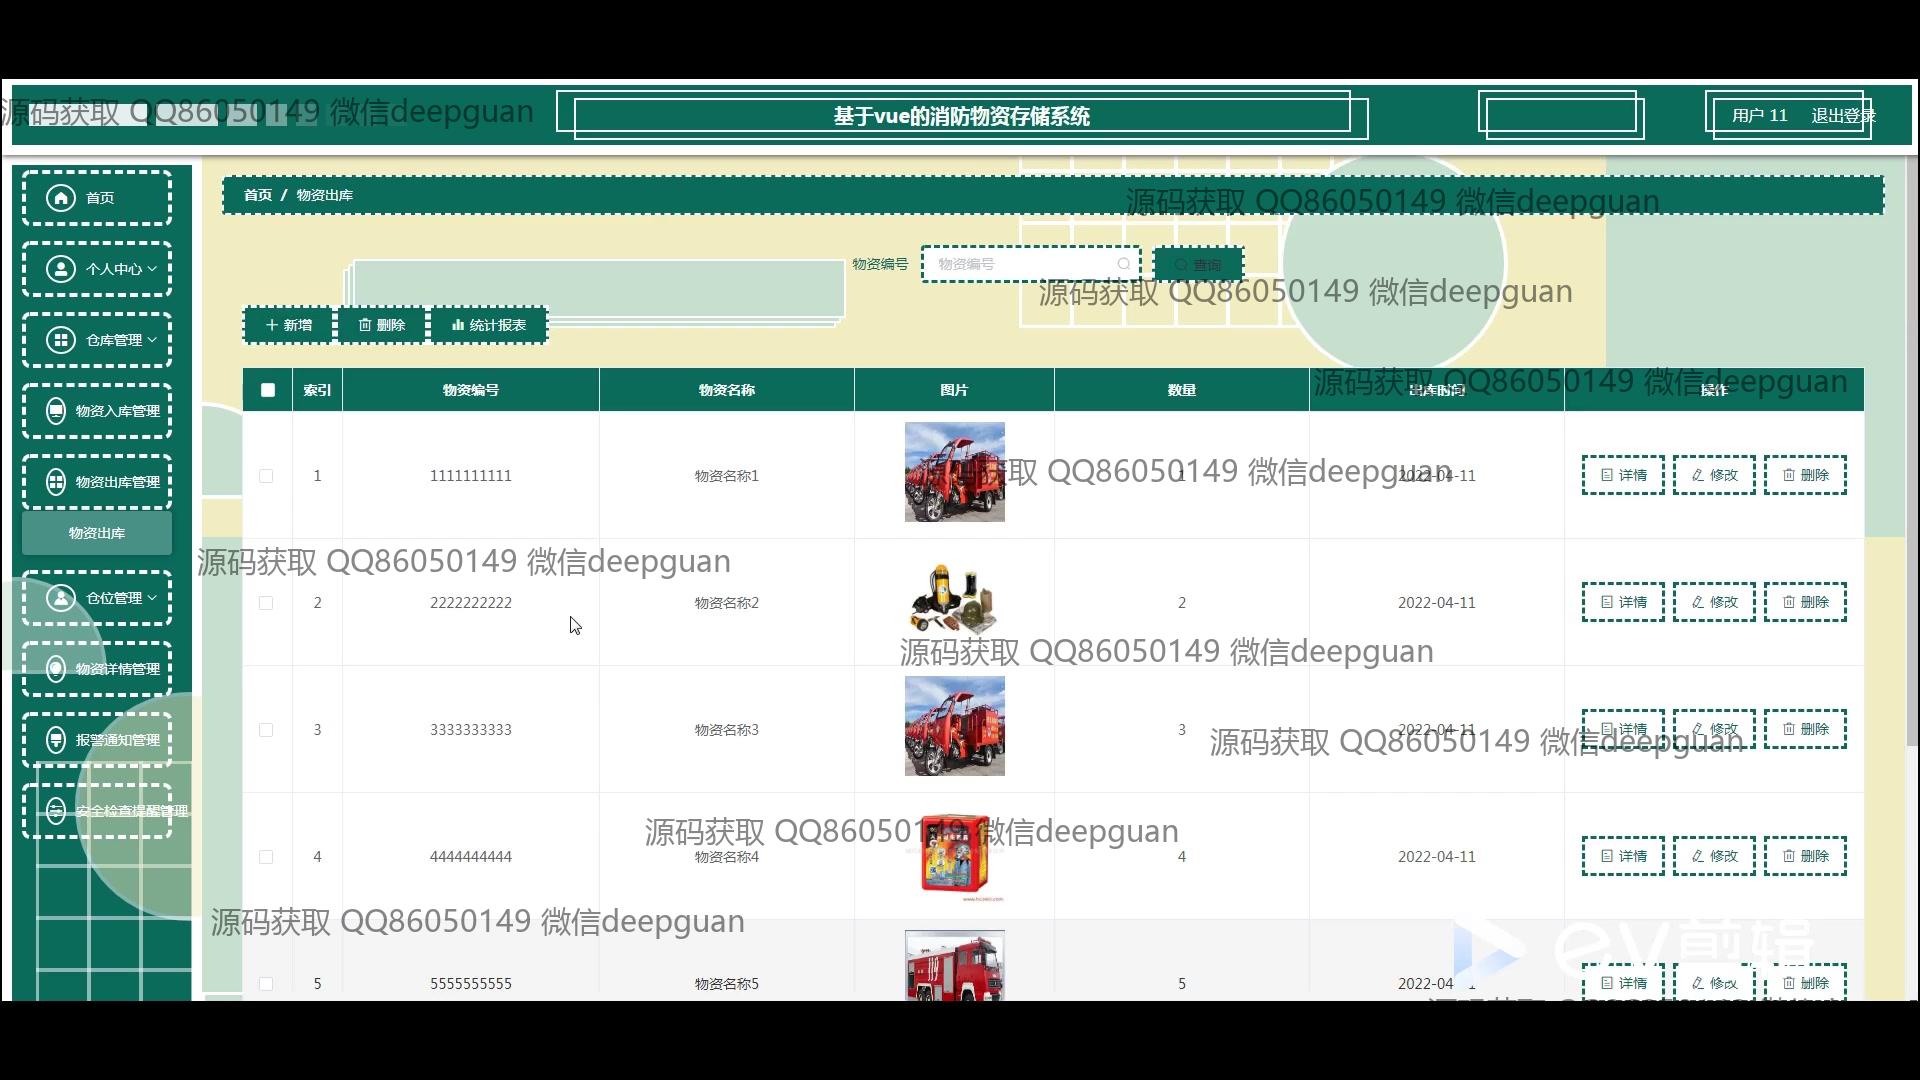 源码获取 QQ86050149 微信deepguan
基于vue的消防物资存储系统
用户 11
退出登录
首页
个人中心
仓库管理
物资入库管理
物资出库管理
物资出库
仓位管理
物资详情管理
报警通知管理
安全检查提醒管理
首页 / 物资出库
源码获取 QQ86050149 微信deepguan
物资编号
物资编号
查询
源码获取 QQ86050149 微信deepguan
新增
删除
统计报表
索引 物资编号 物资名称 图片 数量 出库时间 操作
源码获取 QQ86050149 微信deepguan
1 1111111111 物资名称1 1 2022-04-11 详情 修改 删除
源码获取 QQ86050149 微信deepguan
源码获取 QQ86050149 微信deepguan
2 2222222222 物资名称2 2 2022-04-11 详情 修改 删除
源码获取 QQ86050149 微信deepguan
3 3333333333 物资名称3 3 2022-04-11 详情 修改 删除
源码获取 QQ86050149 微信deepguan
源码获取 QQ86050149 微信deepguan
4 4444444444 物资名称4 4 2022-04-11 详情 修改 删除
源码获取 QQ86050149 微信deepguan
ev剪辑
119
5 5555555555 物资名称5 5 2022-04-11 详情 修改 删除